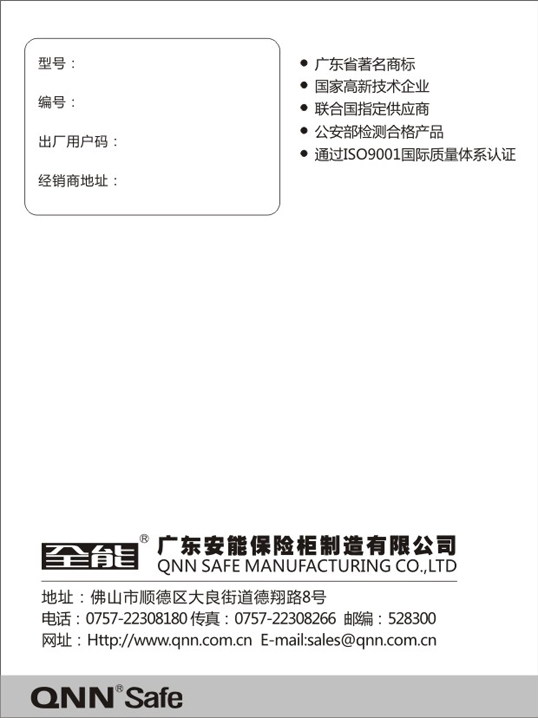 型号：
编号：
出厂用户码：
经销商地址：
● 广东省著名商标
● 国家高新技术企业
● 联合国指定供应商
● 公安部检测合格产品
● 通过ISO9001国际质量体系认证
全能® 广东安能保险柜制造有限公司
QNN SAFE MANUFACTURING CO.,LTD
地址：佛山市顺德区大良街道德翔路8号
电话：0757-22308180 传真：0757-22308266 邮编：528300
网址：Http://www.qnn.com.cn E-mail:sales@qnn.com.cn
QNN® Safe